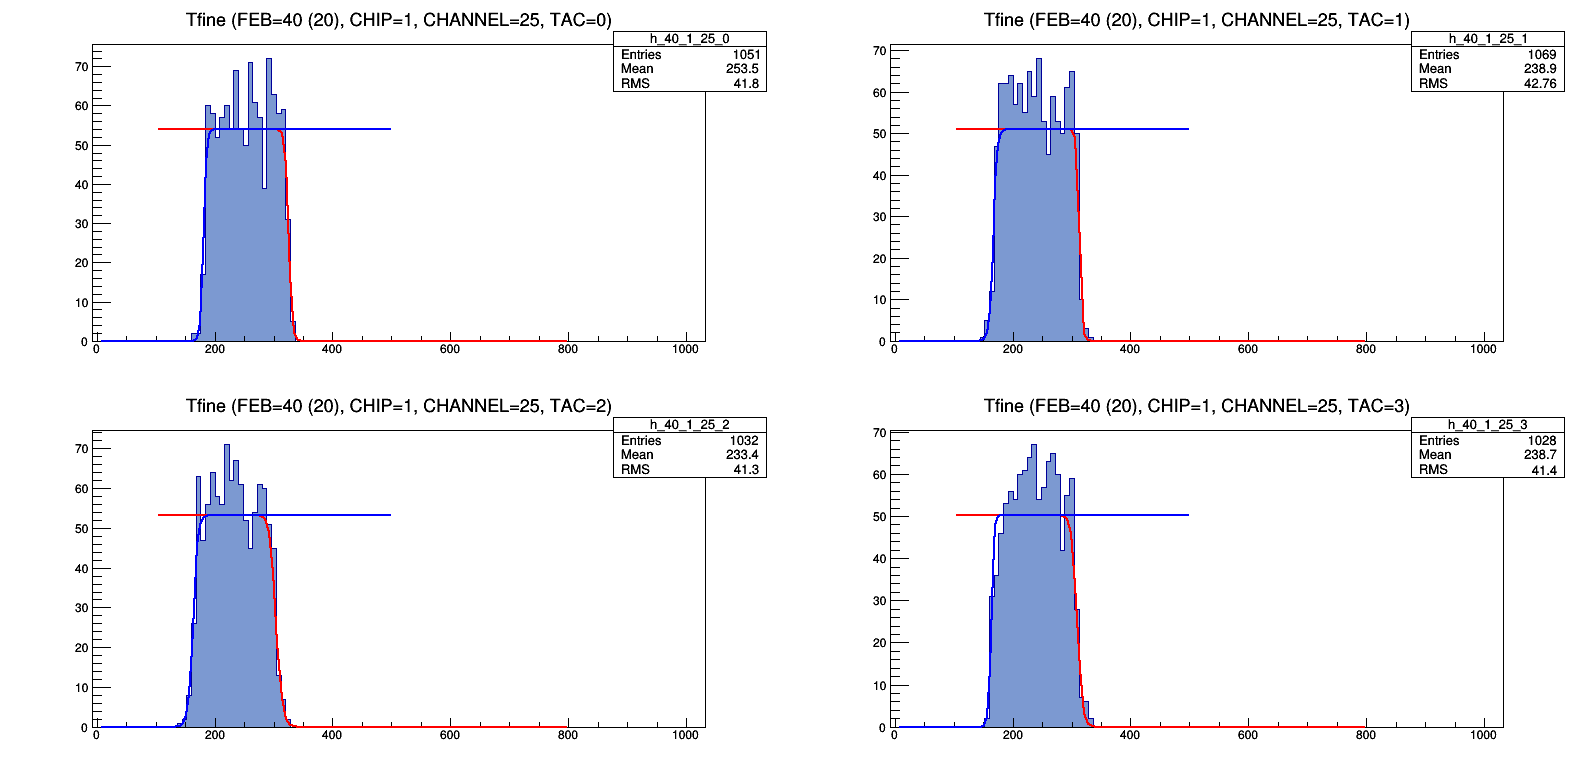 Tfine (FEB=40 (20), CHIP=1, CHANNEL=25, TAC=0)
h_40_1_25_0
Entries 1051
Mean 253.5
RMS 41.8
70
60
50
40
30
20
10
0
0 200 400 600 800 1000
Tfine (FEB=40 (20), CHIP=1, CHANNEL=25, TAC=1)
h_40_1_25_1
Entries 1069
Mean 238.9
RMS 42.76
70
60
50
40
30
20
10
0
0 200 400 600 800 1000
Tfine (FEB=40 (20), CHIP=1, CHANNEL=25, TAC=2)
h_40_1_25_2
Entries 1032
Mean 233.4
RMS 41.3
70
60
50
40
30
20
10
0
0 200 400 600 800 1000
Tfine (FEB=40 (20), CHIP=1, CHANNEL=25, TAC=3)
h_40_1_25_3
Entries 1028
Mean 238.7
RMS 41.4
70
60
50
40
30
20
10
0
0 200 400 600 800 1000